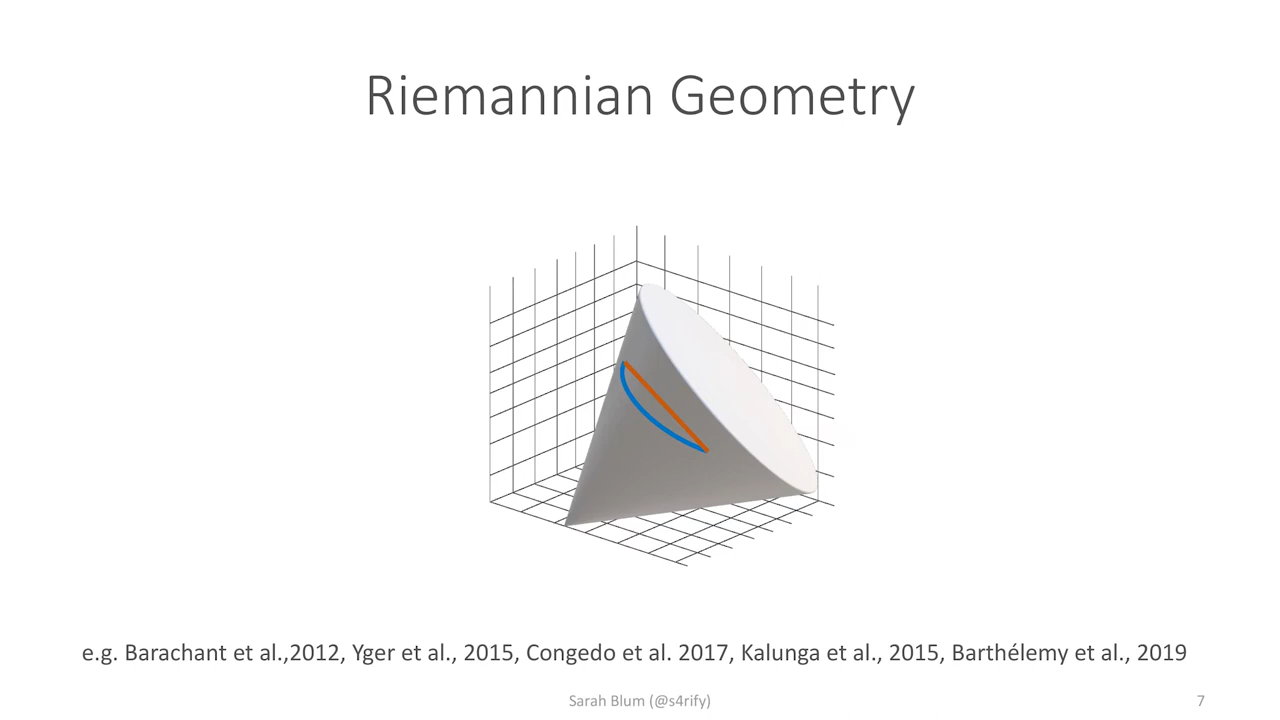 Riemannian Geometry
e.g. Barachant et al.,2012, Yger et al., 2015, Congedo et al. 2017, Kalunga et al., 2015, Barthélemy et al., 2019
Sarah Blum (@s4rify)
7